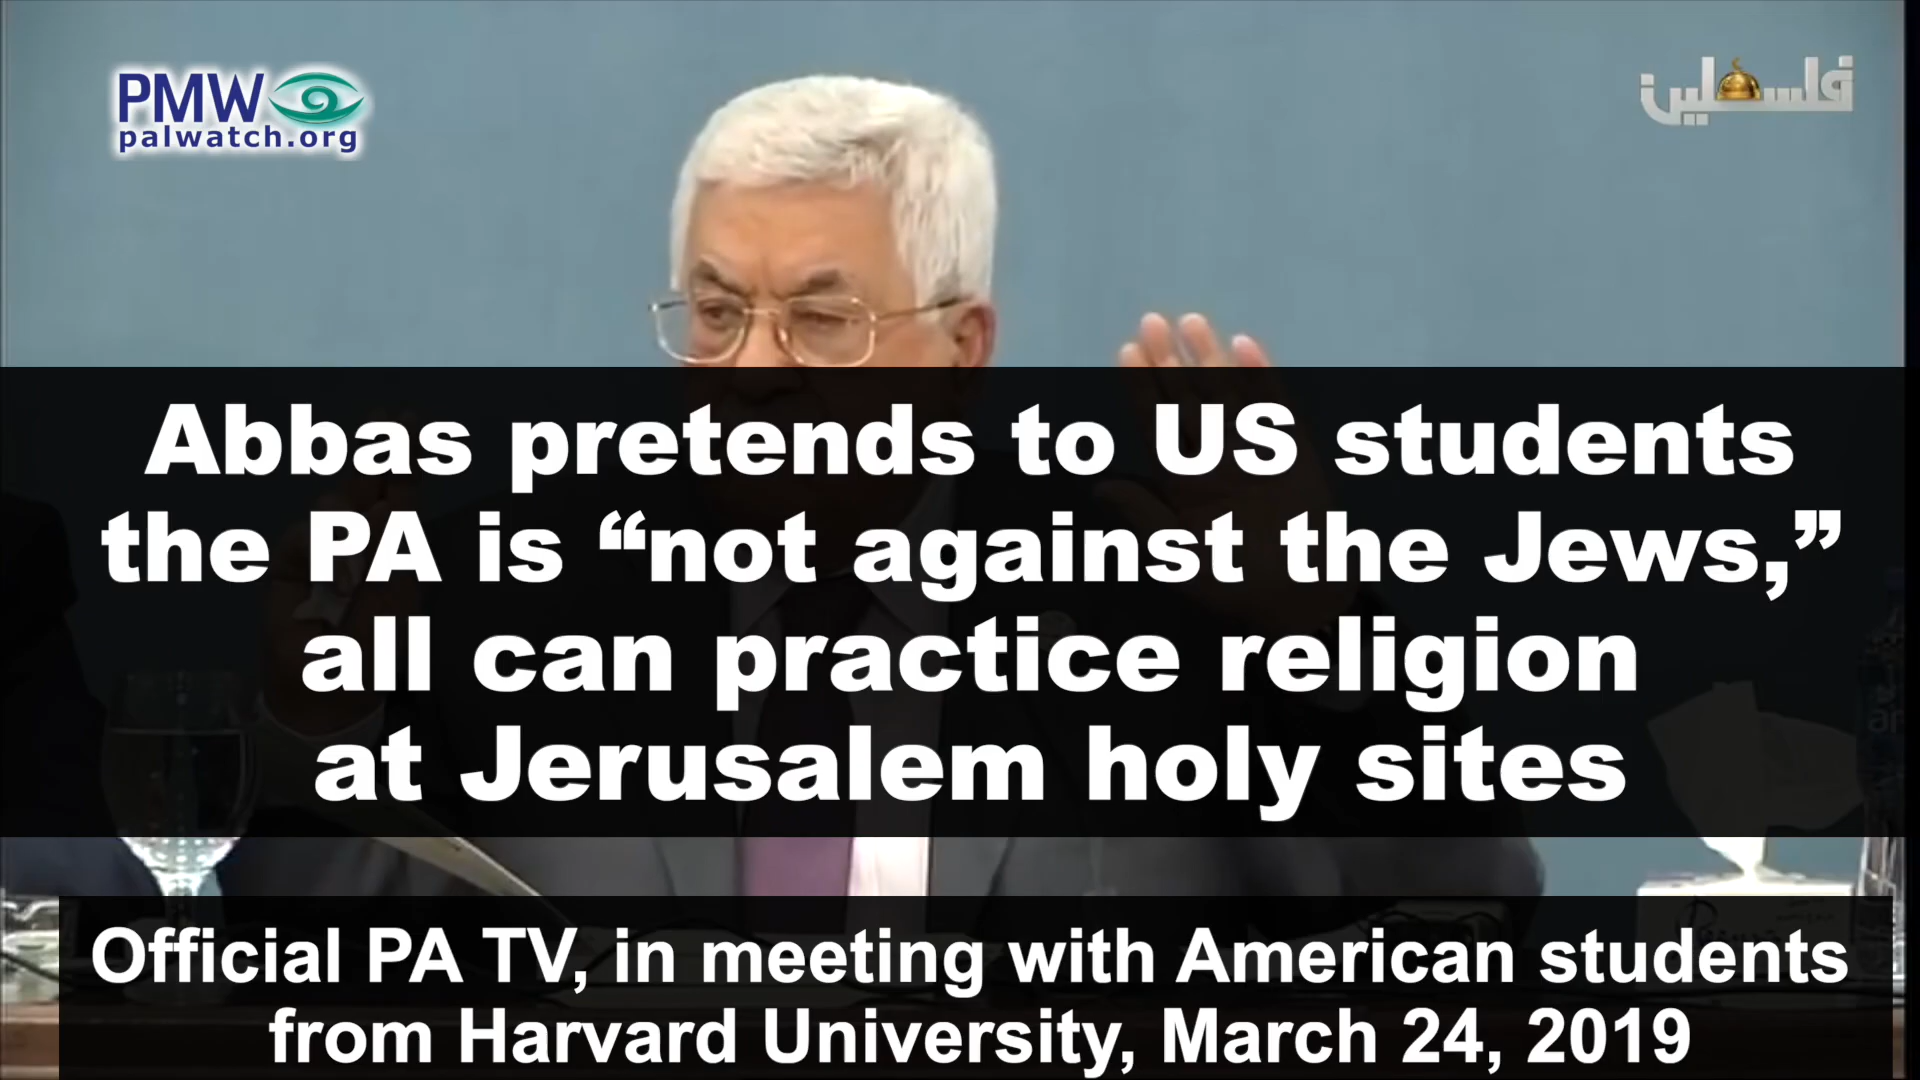 PMW
palwatch.org
فلسطين
Abbas pretends to US students
the PA is “not against the Jews,”
all can practice religion
at Jerusalem holy sites
Official PA TV, in meeting with American students
from Harvard University, March 24, 2019